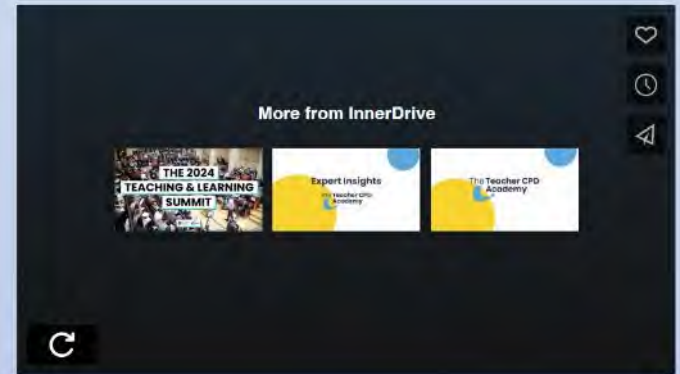 More from InnerDrive
THE 2024
TEACHING & LEARNING
SUMMIT
Expert Insights
The Teacher CPD
Academy
The Teacher CPD
Academy